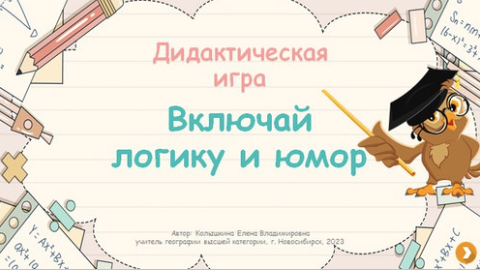 Дидактическая
игра
Включай
логику и юмор
Автор: Колышкина Елена Владимировна
учитель географии высшей категории, г. Новосибирск, 2023